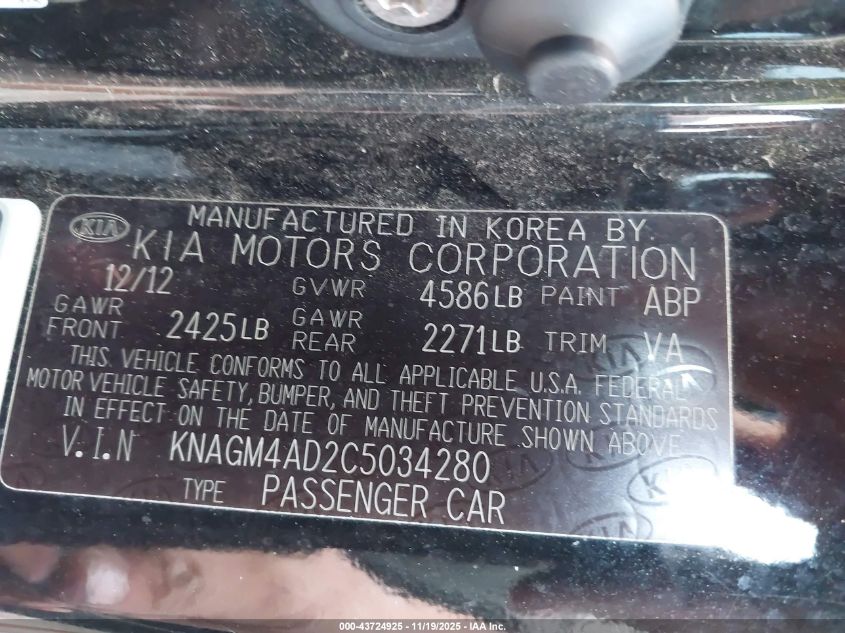 MANUFACTURED IN KOREA BY
KIA KIA MOTORS CORPORATION
12/12 GVWR 4586LB PAINT ABP
GAWR FRONT 2425LB GAWR REAR 2271LB TRIM VA
THIS VEHICLE CONFORMS TO ALL APPLICABLE U.S.A. FEDERAL
MOTOR VEHICLE SAFETY, BUMPER, AND THEFT PREVENTION STANDARDS
IN EFFECT ON THE DATE OF MANUFACTURE SHOWN ABOVE.
V.I.N KNAGM4AD2C5034280
TYPE PASSENGER CAR
000-43724925 - 11/19/2025 - IAA Inc.